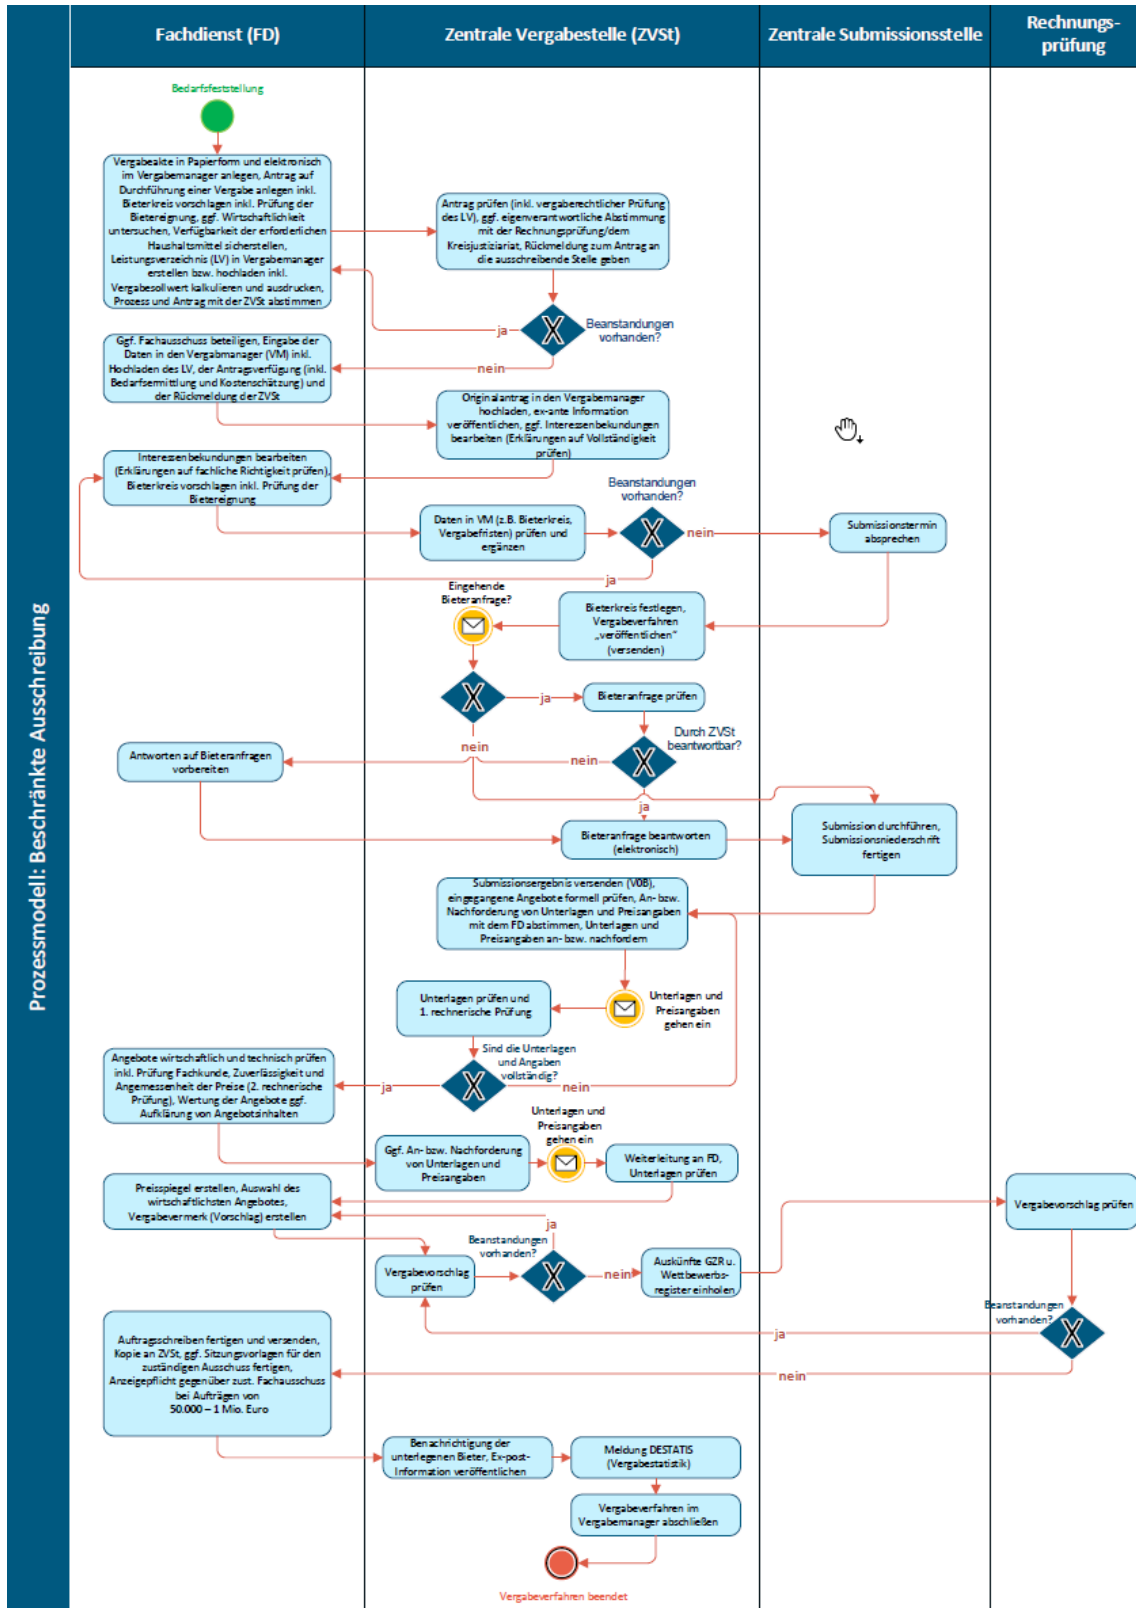 Prozessmodell: Beschränkte Ausschreibung
Fachdienst (FD)
Zentrale Vergabestelle (ZVSt)
Zentrale Submissionsstelle
Rechnungs-
prüfung
Bedarfsfeststellung
Vergabeakte in Papierform und elektronisch
im Vergabemanager anlegen, Antrag auf
Durchführung einer Vergabe anlegen inkl.
Bieterkreis vorschlagen inkl. Prüfung der
Bietereignung, ggf. Wirtschaftlichkeit
untersuchen, Verfügbarkeit der erforderlichen
Haushaltsmittel sicherstellen,
Leistungsverzeichnis (LV) in Vergabemanager
erstellen bzw. hochladen inkl.
Vergabesollwert kalkulieren und ausdrucken,
Prozess und Antrag mit der ZVSt abstimmen
Antrag prüfen (inkl. vergaberechtlicher Prüfung
des LV), ggf. eigenverantwortliche Abstimmung
mit der Rechnungsprüfung/dem
Kreisjustiziariat, Rückmeldung zum Antrag an
die ausschreibende Stelle geben
ja
X
Beanstandungen
vorhanden?
nein
Ggf. Fachausschuss beteiligen, Eingabe der
Daten in den Vergabmanager (VM) inkl.
Hochladen des LV, der Antragsverfügung (inkl.
Bedarfsermittlung und Kostenschätzung) und
der Rückmeldung der ZVSt
Originalantrag in den Vergabemanager
hochladen, ex-ante Information
veröffentlichen, ggf. Interessenbekundungen
bearbeiten (Erklärungen auf Vollständigkeit
prüfen)
Interessenbekundungen bearbeiten
(Erklärungen auf fachliche Richtigkeit prüfen),
Bieterkreis vorschlagen inkl. Prüfung der
Bietereignung
Beanstandungen
vorhanden?
Daten in VM (z.B. Bieterkreis,
Vergabefristen) prüfen und
ergänzen
X
nein
Submissionstermin
absprechen
ja
Eingehende
Bieteranfrage?
Bieterkreis festlegen,
Vergabeverfahren
„veröffentlichen“
(versenden)
X
ja
Bieteranfrage prüfen
nein
Durch ZVSt
beantwortbar?
X
nein
Antworten auf Bieteranfragen
vorbereiten
ja
Bieteranfrage beantworten
(elektronisch)
Submission durchführen,
Submissionsniederschrift
fertigen
Submissionsergebnis versenden (VOB),
eingegangene Angebote formell prüfen, An- bzw.
Nachforderung von Unterlagen und Preisangaben
mit dem FD abstimmen, Unterlagen und
Preisangaben an- bzw. nachfordern
Unterlagen prüfen und
1. rechnerische Prüfung
Unterlagen und
Preisangaben
gehen ein
Sind die Unterlagen
und Angaben
vollständig?
X
ja
nein
Angebote wirtschaftlich und technisch prüfen
inkl. Prüfung Fachkunde, Zuverlässigkeit und
Angemessenheit der Preise (2. rechnerische
Prüfung), Wertung der Angebote ggf.
Aufklärung von Angebotsinhalten
Unterlagen und
Preisangaben
gehen ein
Ggf. An- bzw. Nachforderung
von Unterlagen und
Preisangaben
Weiterleitung an FD,
Unterlagen prüfen
Preisspiegel erstellen, Auswahl des
wirtschaftlichsten Angebotes,
Vergabevermerk (Vorschlag) erstellen
ja
Vergabevorschlag prüfen
Beanstandungen
vorhanden?
Vergabevorschlag
prüfen
X
nein
Auskünfte GZR u.
Wettbewerbs-
register einholen
Beanstandungen
vorhanden?
X
ja
nein
Auftragsschreiben fertigen und versenden,
Kopie an ZVSt, ggf. Sitzungsvorlagen für den
zuständigen Ausschuss fertigen,
Anzeigepflicht gegenüber zust. Fachausschuss
bei Aufträgen von
50.000 – 1 Mio. Euro
Benachrichtigung der
unterlegenen Bieter, Ex-post-
Information veröffentlichen
Meldung DESTATIS
(Vergabestatistik)
Vergabeverfahren im
Vergabemanager abschließen
Vergabeverfahren beendet